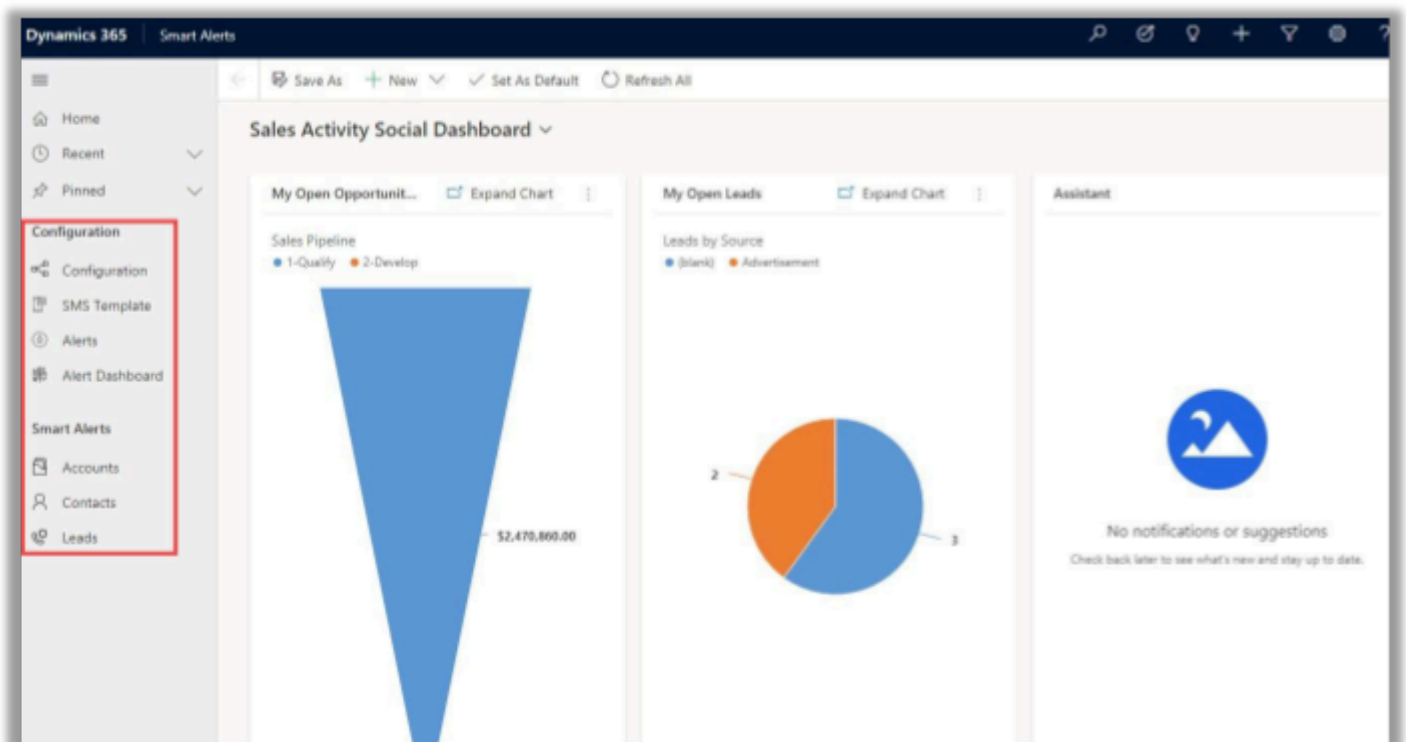 Dynamics 365 Smart Alerts
Save As New Set As Default Refresh All
Home
Recent
Pinned
Configuration
Configuration
SMS Template
Alerts
Alert Dashboard
Smart Alerts
Accounts
Contacts
Leads
Sales Activity Social Dashboard
My Open Opportunit... Expand Chart
Sales Pipeline
1-Qualify 2-Develop
$2,470,860.00
My Open Leads Expand Chart
Leads by Source
(blank) Advertisement
2
3
Assistant
No notifications or suggestions
Check back later to see what's new and stay up to date.